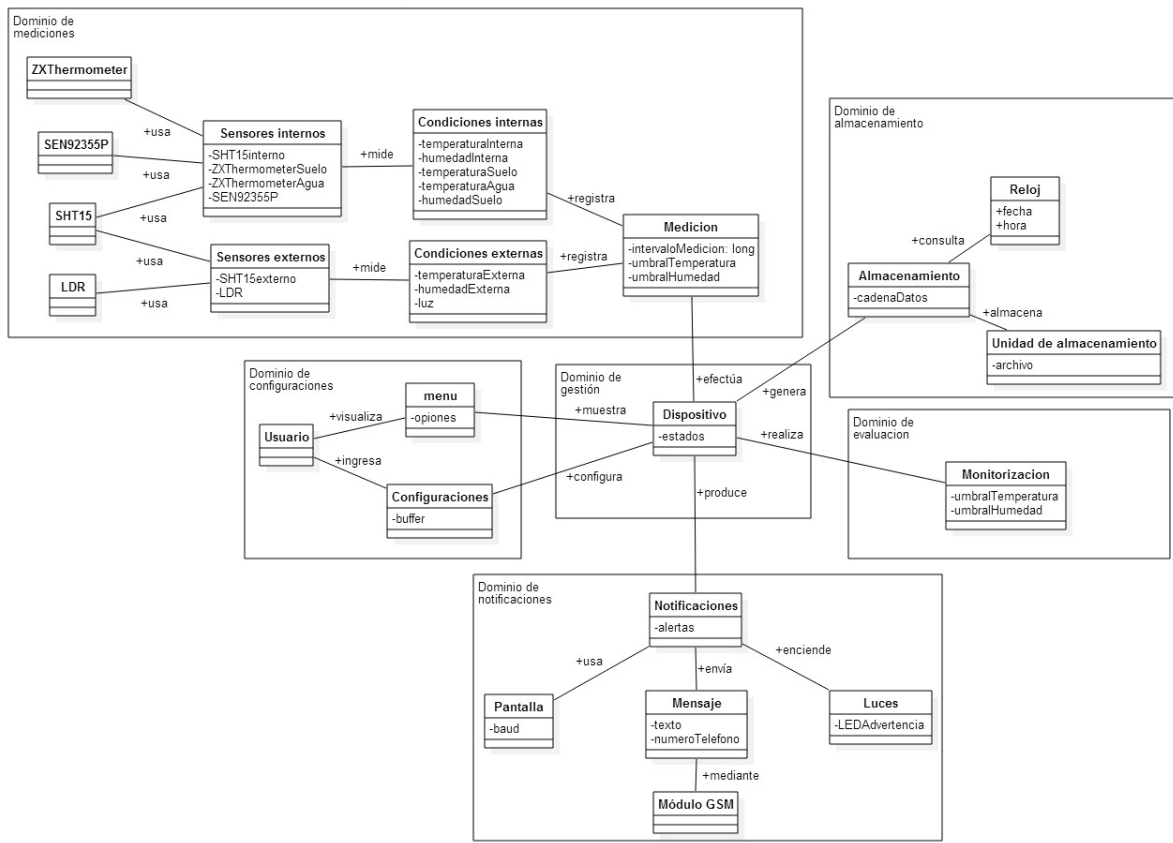 Dominio de
mediciones
ZXThermometer
+usa
SEN92355P
+usa
SHT15
+usa
+usa
LDR
+usa
Sensores internos
-SHT15interno
-ZXThermometerSuelo
-ZXThermometerAgua
-SEN92355P
+mide
Condiciones internas
-temperaturaInterna
-humedadInterna
-temperaturaSuelo
-temperaturaAgua
-humedadSuelo
+registra
Sensores externos
-SHT15externo
-LDR
+mide
Condiciones externas
-temperaturaExterna
-humedadExterna
-luz
+registra
Medicion
-intervaloMedicion: long
-umbralTemperatura
-umbralHumedad
Dominio de
almacenamiento
Reloj
+fecha
+hora
+consulta
Almacenamiento
-cadenaDatos
+almacena
Unidad de almacenamiento
-archivo
Dominio de
configuraciones
menu
-opiones
+visualiza
Usuario
+ingresa
Configuraciones
-buffer
Dominio de
gestión
+efectúa
+genera
+muestra
Dispositivo
-estados
+realiza
+configura
+produce
Dominio de
evaluacion
Monitorizacion
-umbralTemperatura
-umbralHumedad
Dominio de
notificaciones
Notificaciones
-alertas
+usa
+envía
+enciende
Pantalla
-baud
Mensaje
-texto
-numeroTelefono
Luces
-LEDAdvertencia
+mediante
Módulo GSM